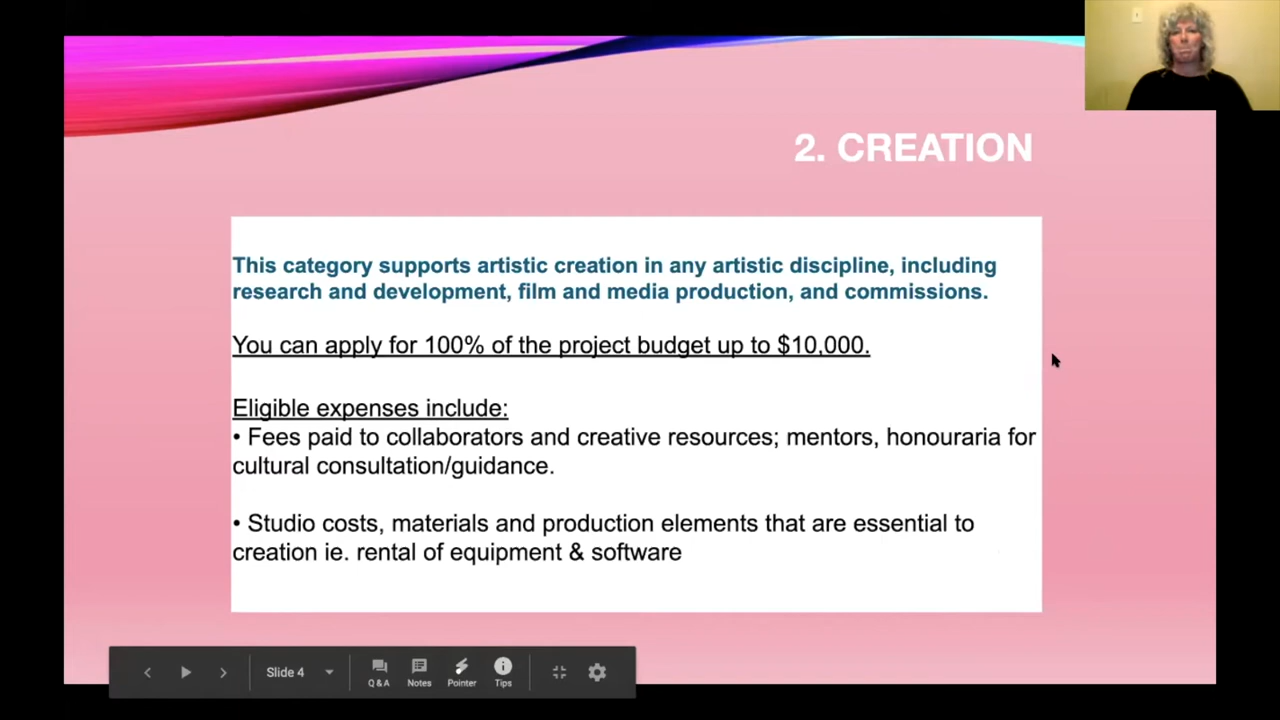 2. CREATION
This category supports artistic creation in any artistic discipline, including
research and development, film and media production, and commissions.
You can apply for 100% of the project budget up to $10,000.
Eligible expenses include:
• Fees paid to collaborators and creative resources; mentors, honouraria for
cultural consultation/guidance.
• Studio costs, materials and production elements that are essential to
creation ie. rental of equipment & software
Slide 4
Q & A
Notes
Pointer
Tips